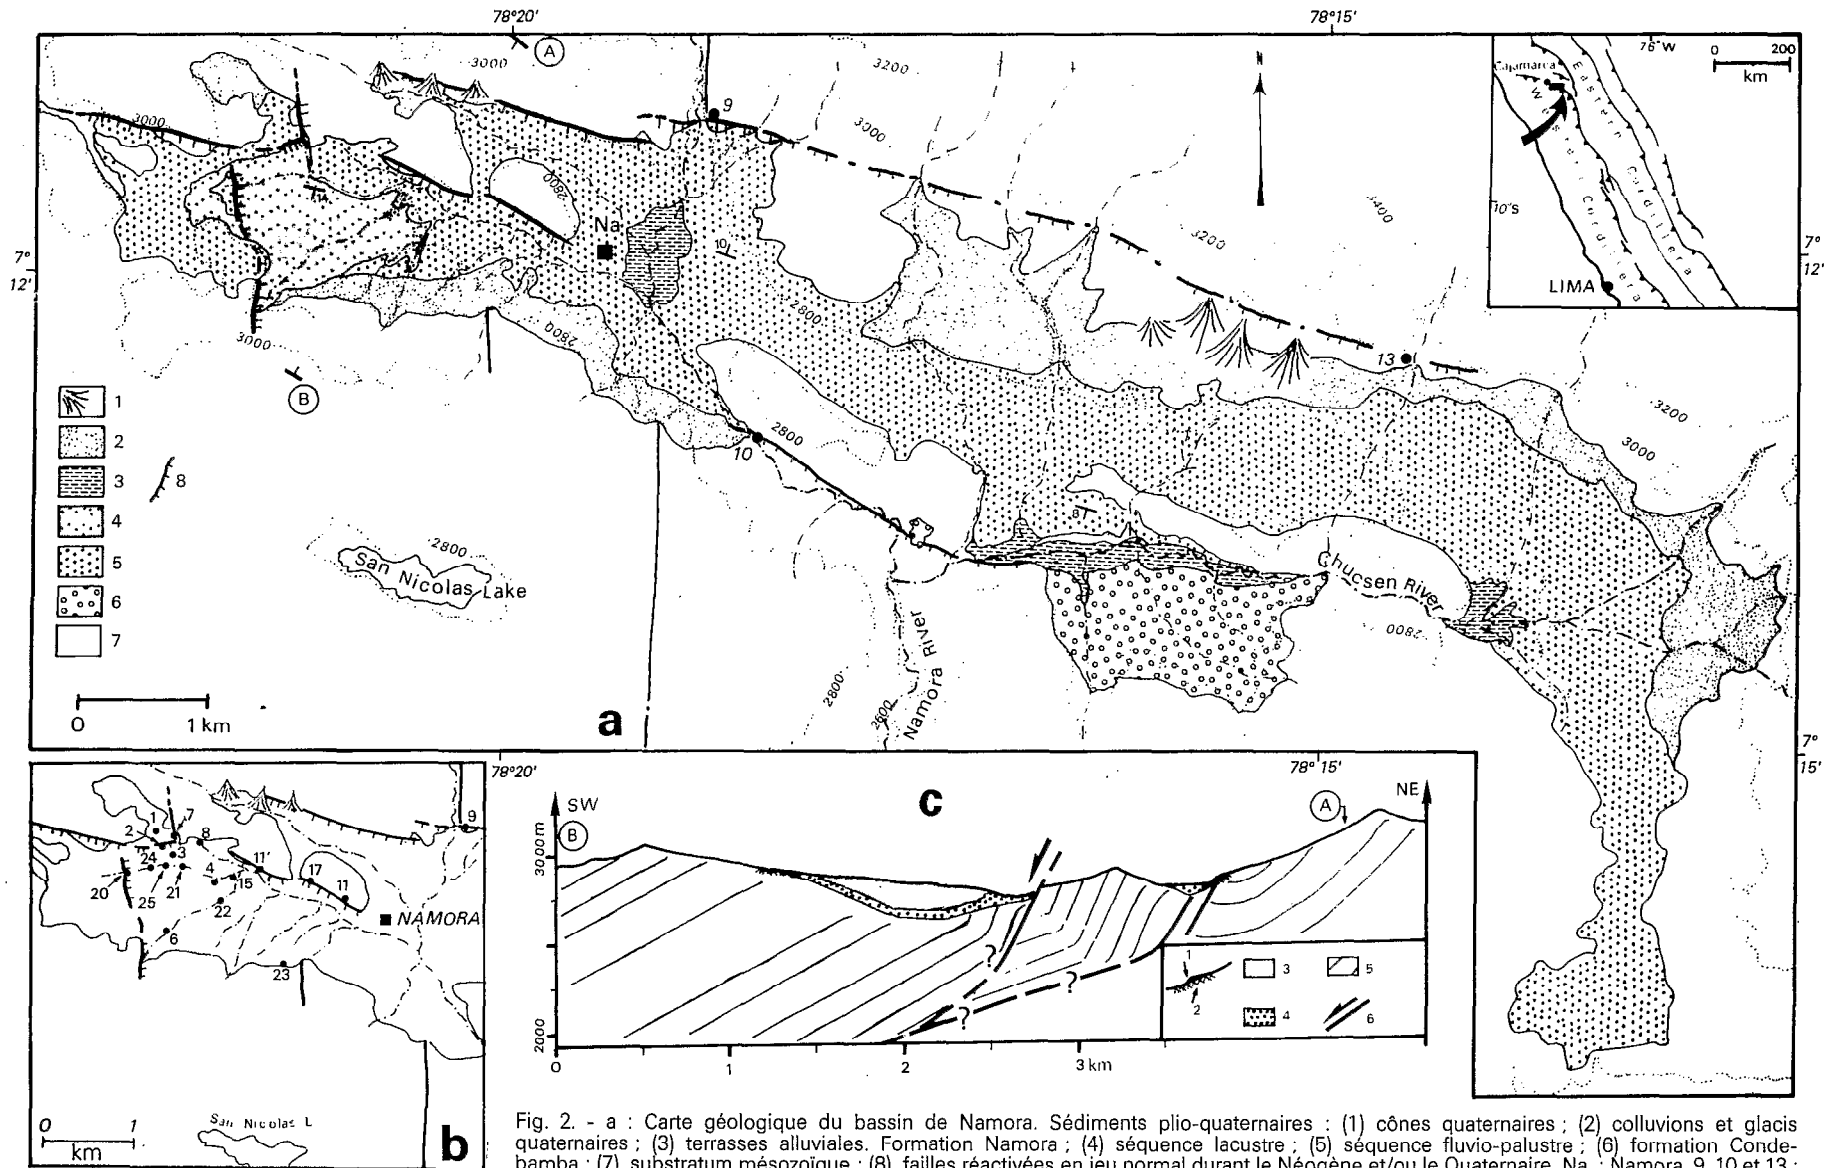 78°20'
78°15'
A
3000
3200
9
3000
3000
2800
Na
10
3400
3200
7°
12'
7°
12'
2800
2800
3000
B
13
3200
3000
2800
10
8
2800
San Nicolas Lake
Chucsen River
2800
Namora River
2800
2600
76°W
0 200
km
Cajamarca
Western Cordillera
Eastern Cordillera
10°S
LIMA
1
2
3
4
5
6
7
8
0 1 km
a
78°20'
78°15'
7°
15'
1
2
7
8
9
24
3
11'
4
15
17
11
20
25
21
22
NAMORA
6
23
0 1
km
San Nicolas L
b
c
SW
NE
B
A
3000 m
2000
?
?
?
0
1
2
3 km
1
2
3
4
5
6
Fig. 2. - a : Carte géologique du bassin de Namora. Sédiments plio-quaternaires : (1) cônes quaternaires ; (2) colluvions et glacis
quaternaires ; (3) terrasses alluviales. Formation Namora ; (4) séquence lacustre ; (5) séquence fluvio-palustre ; (6) formation Conde-
bamba ; (7) substratum mésozoïque ; (8) failles réactivées en jeu normal durant le Néogène et/ou le Quaternaire. Na : Namora. 9, 10 et 13 :